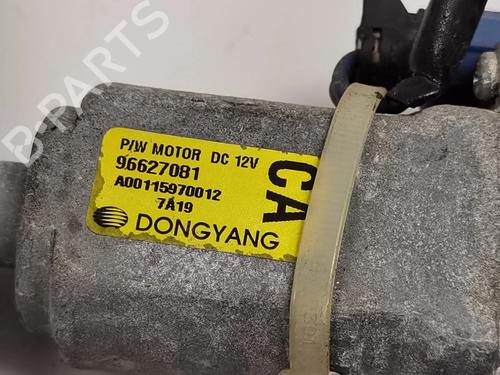 B-PARTS
P/W MOTOR DC 12V
96627081
A00115970012
7A19
DONGYANG
CA